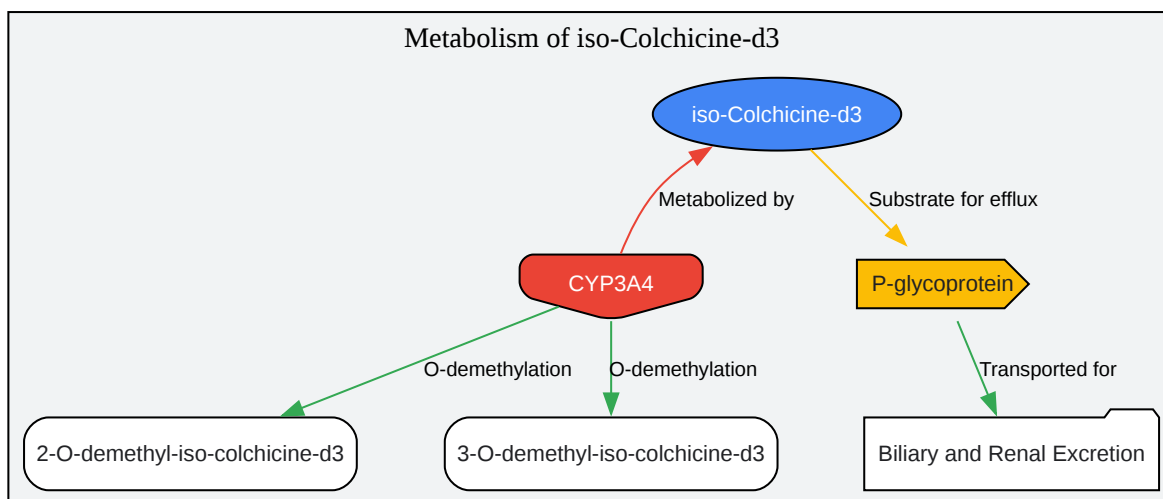 Metabolism of iso-Colchicine-d3
iso-Colchicine-d3
Metabolized by
Substrate for efflux
CYP3A4
P-glycoprotein
O-demethylation
O-demethylation
Transported for
2-O-demethyl-iso-colchicine-d3
3-O-demethyl-iso-colchicine-d3
Biliary and Renal Excretion